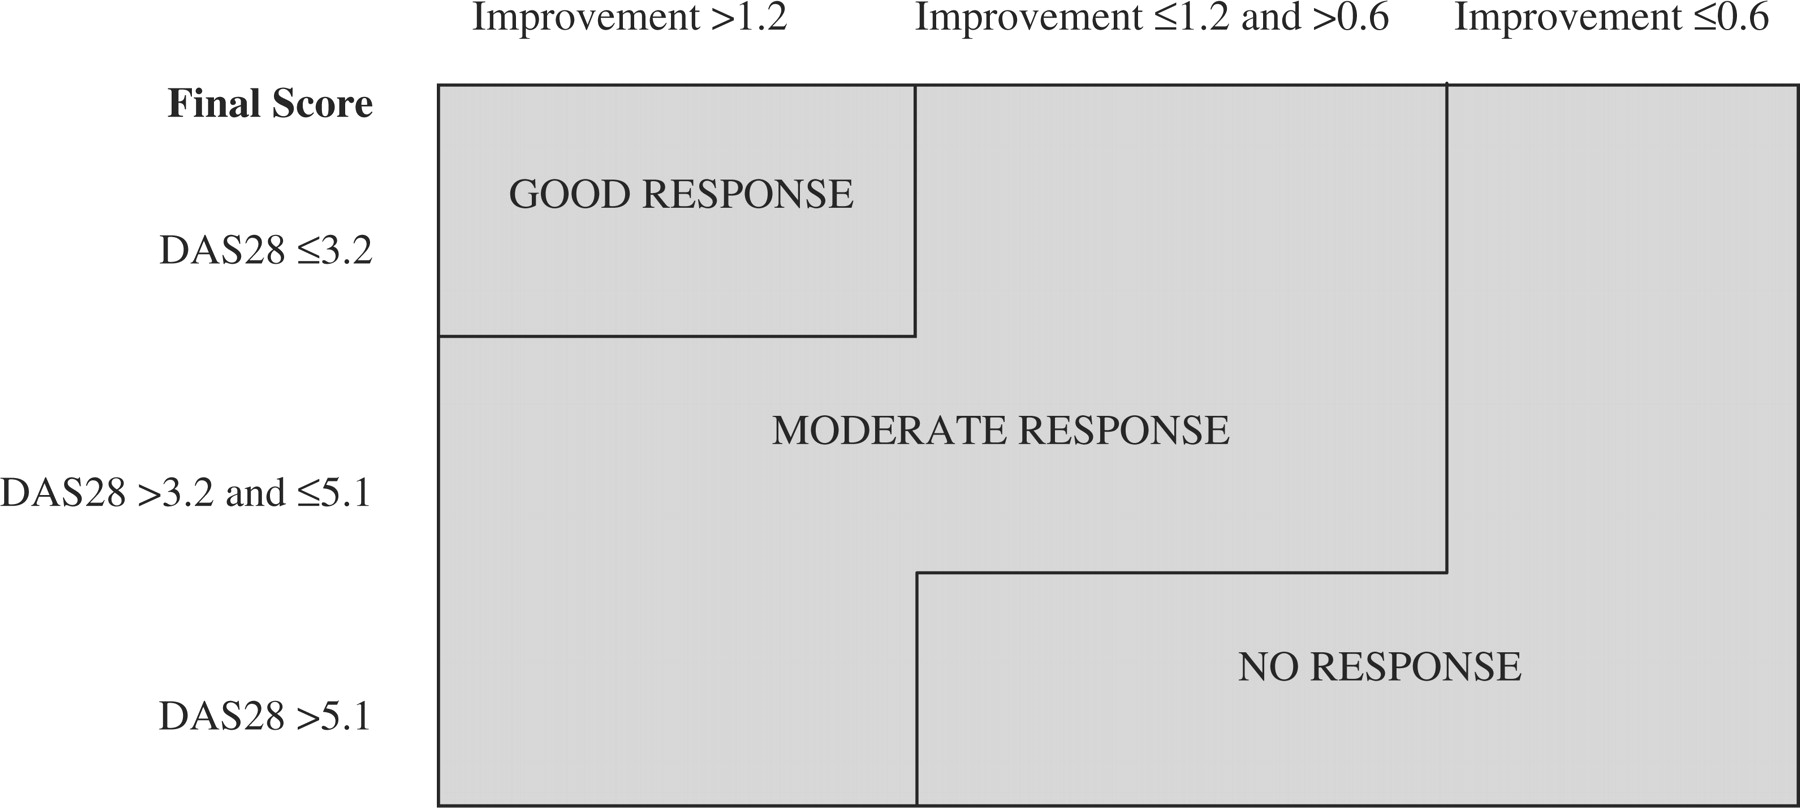 Improvement >1.2 Improvement ≤1.2 and >0.6 Improvement ≤0.6
Final Score
GOOD RESPONSE
DAS28 ≤3.2
MODERATE RESPONSE
DAS28 >3.2 and ≤5.1
NO RESPONSE
DAS28 >5.1